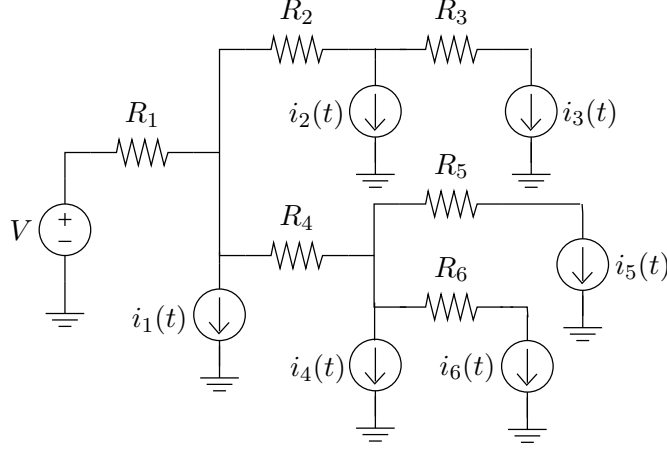 R₂
R₃
i₂(t)
i₃(t)
R₁
R₅
V
+
−
R₄
i₅(t)
R₆
i₁(t)
i₄(t)
i₆(t)